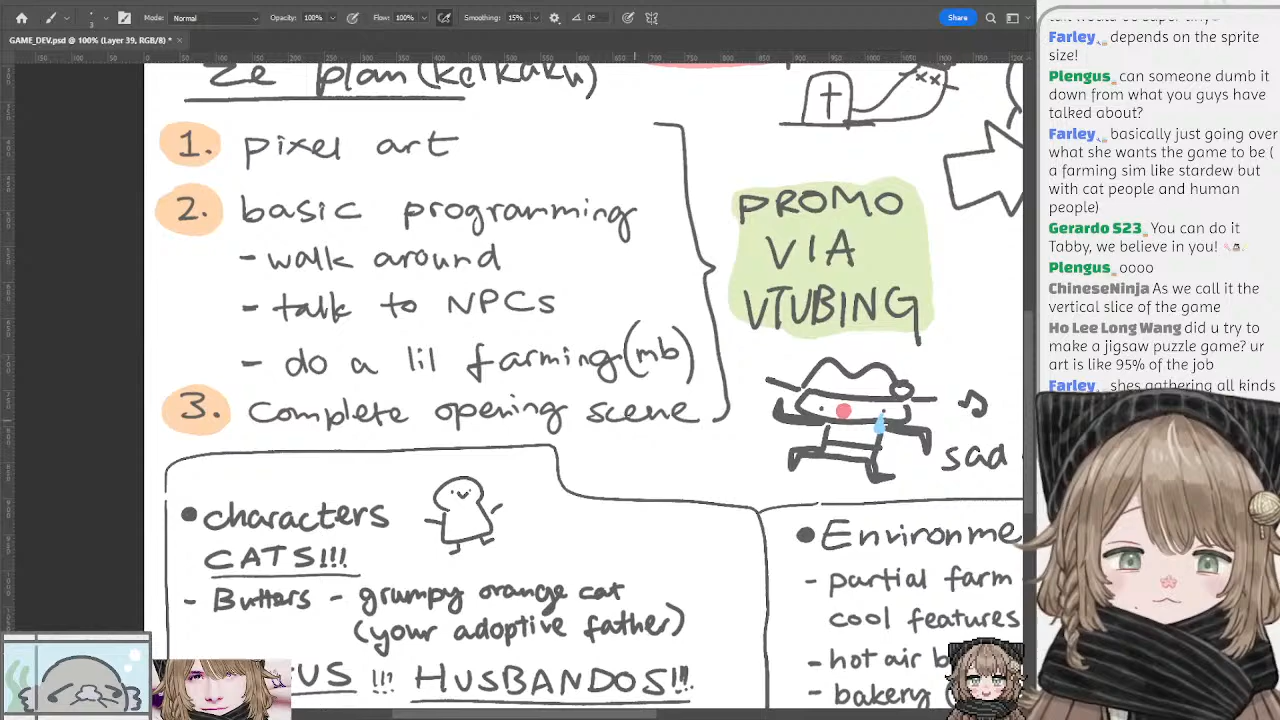 Mode: Normal Opacity: 100% Flow: 100% Smoothing: 15% 0° Share
3
GAME_DEV.psd @ 100% (Layer 39, RGB/8) * ×
ze plan (keikaku)
1. pixel art
2. basic programming
- walk around
- talk to NPCs
- do a lil farming (mb)
3. Complete opening scene
PROMO
VIA
VTUBING
sad
• characters
CATS!!!
- Butters - grumpy orange cat
(your adoptive father)
US !!? HUSBANDOS!!!
• Environme
- partial farm
cool features
- hot air b
- bakery (
Farley depends on the sprite
size!
Plengus can someone dumb it
down from what you guys have
talked about?
Farley basically just going over
what she wants the game to be (
a farming sim like stardew but
with cat people and human
people)
Gerardo S23 You can do it
Tabby, we believe in you!
Plengus oooo
ChineseNinja As we call it the
vertical slice of the game
Ho Lee Long Wang did u try to
make a jigsaw puzzle game? ur
art is like 95% of the job
Farley shes gathering all kinds